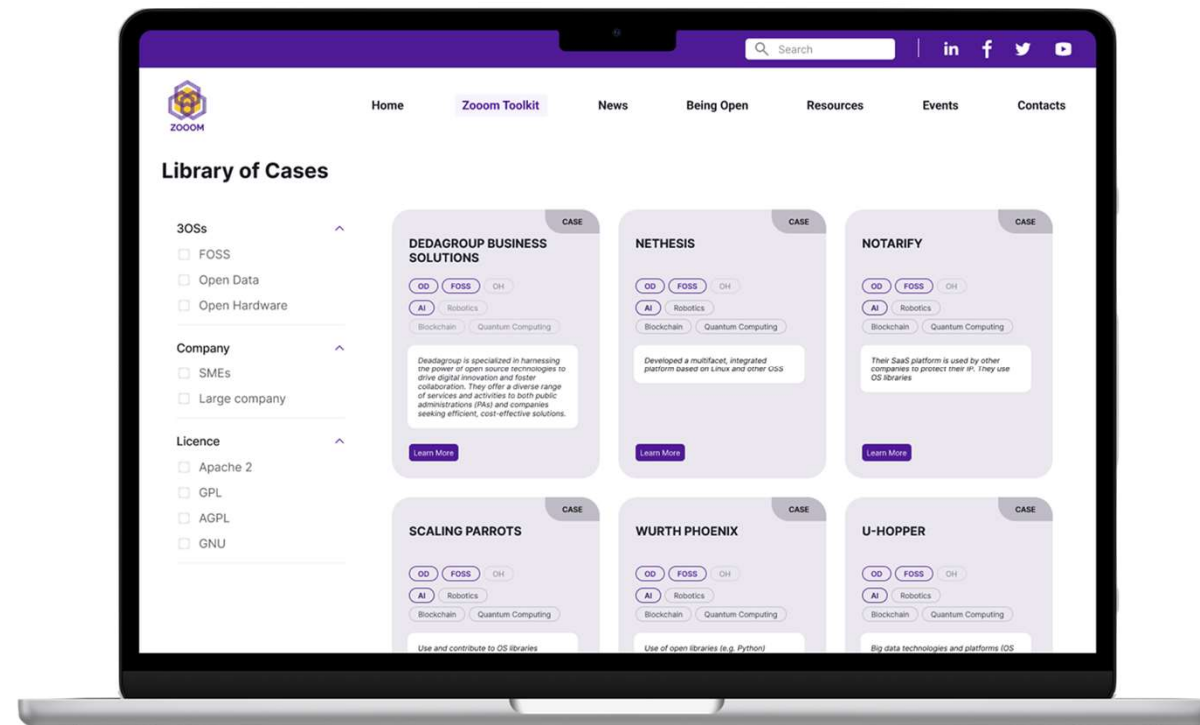 Search
in
f
ZOOOM
Home
Zooom Toolkit
News
Being Open
Resources
Events
Contacts
Library of Cases
3OSs
FOSS
Open Data
Open Hardware
Company
SMEs
Large company
Licence
Apache 2
GPL
AGPL
GNU
CASE
DEDAGROUP BUSINESS
SOLUTIONS
OD FOSS OH
AI Robotics
Blockchain Quantum Computing
Deadagroup is specialized in harnessing
the power of open source technologies to
drive digital innovation and foster
collaboration. They offer a diverse range
of services and activities to both public
administrations (PAs) and companies
seeking efficient, cost-effective solutions.
Learn More
CASE
NETHESIS
OD FOSS OH
AI Robotics
Blockchain Quantum Computing
Developed a multifacet, integrated
platform based on Linux and other OSS
Learn More
CASE
NOTARIFY
OD FOSS OH
AI Robotics
Blockchain Quantum Computing
Their SaaS platform is used by other
companies to protect their IP. They use
OS libraries
Learn More
CASE
SCALING PARROTS
OD FOSS OH
AI Robotics
Blockchain Quantum Computing
Use and contribute to OS libraries
CASE
WURTH PHOENIX
OD FOSS OH
AI Robotics
Blockchain Quantum Computing
Use of open libraries (e.g. Python)
CASE
U-HOPPER
OD FOSS OH
AI Robotics
Blockchain Quantum Computing
Big data technologies and platforms (OS